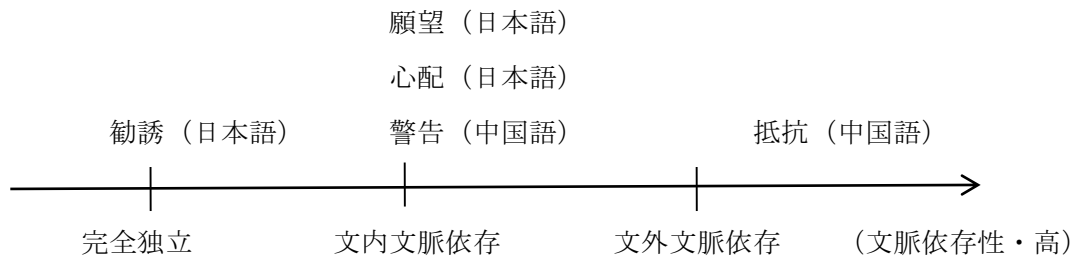 願望（日本語）
心配（日本語）
勧誘（日本語） 警告（中国語） 抵抗（中国語）
完全独立 文内文脈依存 文外文脈依存 （文脈依存性・高）